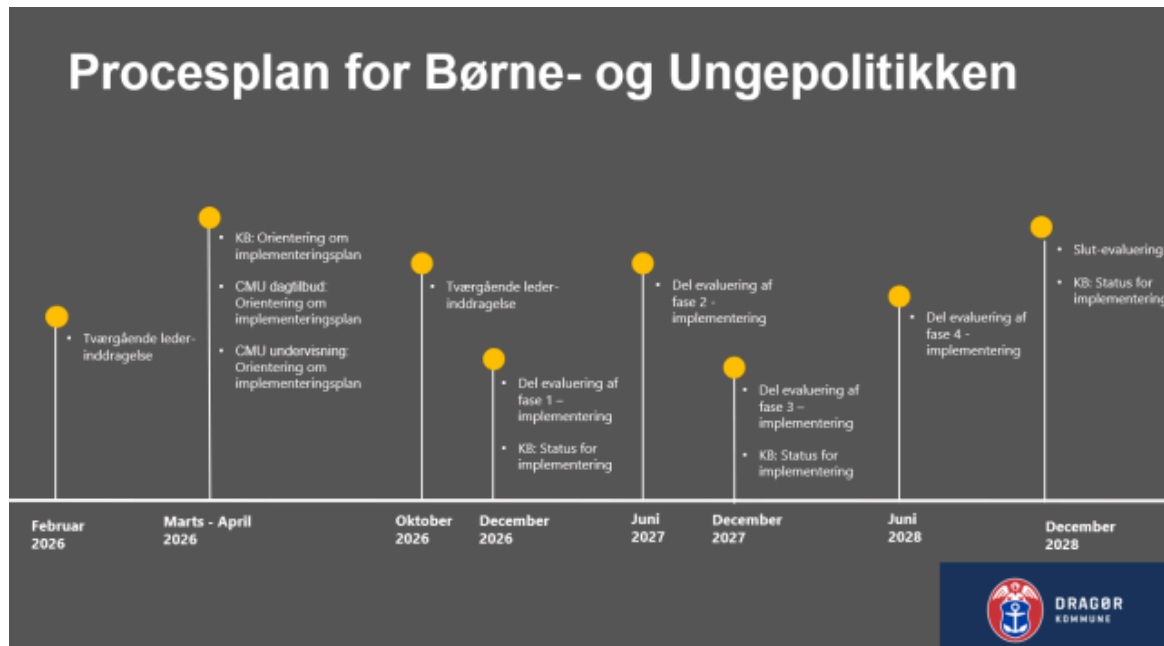 Procesplan for Børne- og Ungepolitikken
• Tværgående leder-
inddragelse
Februar
2026
• KB: Orientering om
implementeringsplan
• CMU dagtilbud:
Orientering om
implementeringsplan
• CMU undervisning:
Orientering om
implementeringsplan
Marts - April
2026
• Tværgående leder-
inddragelse
Oktober
2026
• Del evaluering af
fase 1 –
implementering
• KB: Status for
implementering
December
2026
• Del evaluering af
fase 2 -
implementering
Juni
2027
• Del evaluering af
fase 3 –
implementering
• KB: Status for
implementering
December
2027
• Del evaluering af
fase 4 -
implementering
Juni
2028
• Slut-evaluering
• KB: Status for
implementering
December
2028
DRAGØR
KOMMUNE